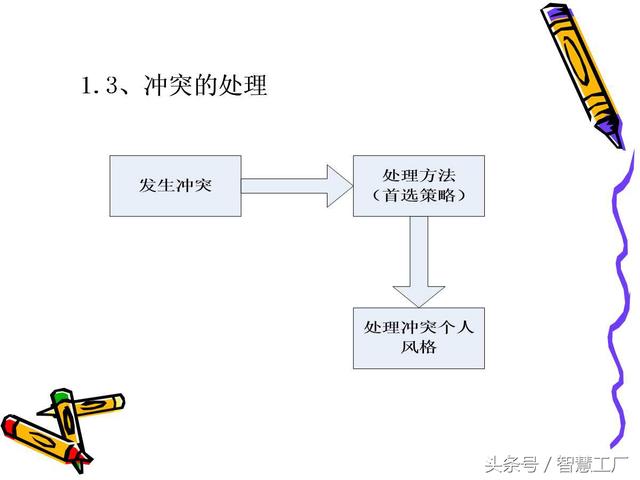 1.3、冲突的处理
发生冲突
处理方法
（首选策略）
处理冲突个人
风格
头条号／智慧工厂